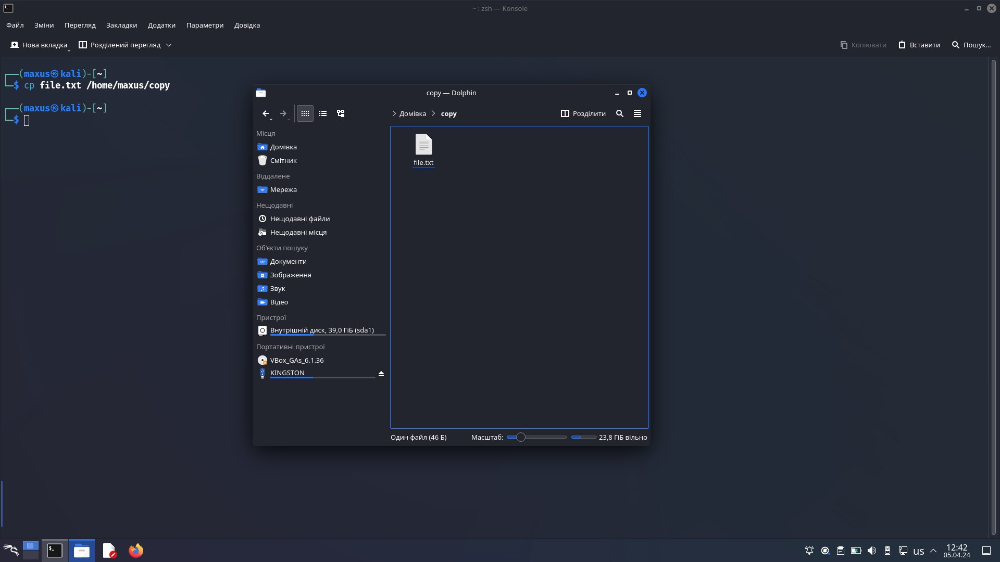 ~ : zsh — Konsole
Файл Зміни Перегляд Закладки Додатки Параметри Довідка
Нова вкладка Розділений перегляд Копіювати Вставити Пошук...
(maxus㉿kali)-[~]
$ cp file.txt /home/maxus/copy
(maxus㉿kali)-[~]
$
copy — Dolphin
Домівка copy Розділити
Місця
Домівка
Смітник
Віддалене
Мережа
Нещодавні
Нещодавні файли
Нещодавні місця
Об'єкти пошуку
Документи
Зображення
Звук
Відео
Пристрої
Внутрішній диск, 39,0 ГіБ (sda1)
Портативні пристрої
VBox_GAs_6.1.36
KINGSTON
file.txt
Один файл (46 Б) Масштаб: 23,8 ГіБ вільно
us 12:42
05.04.24